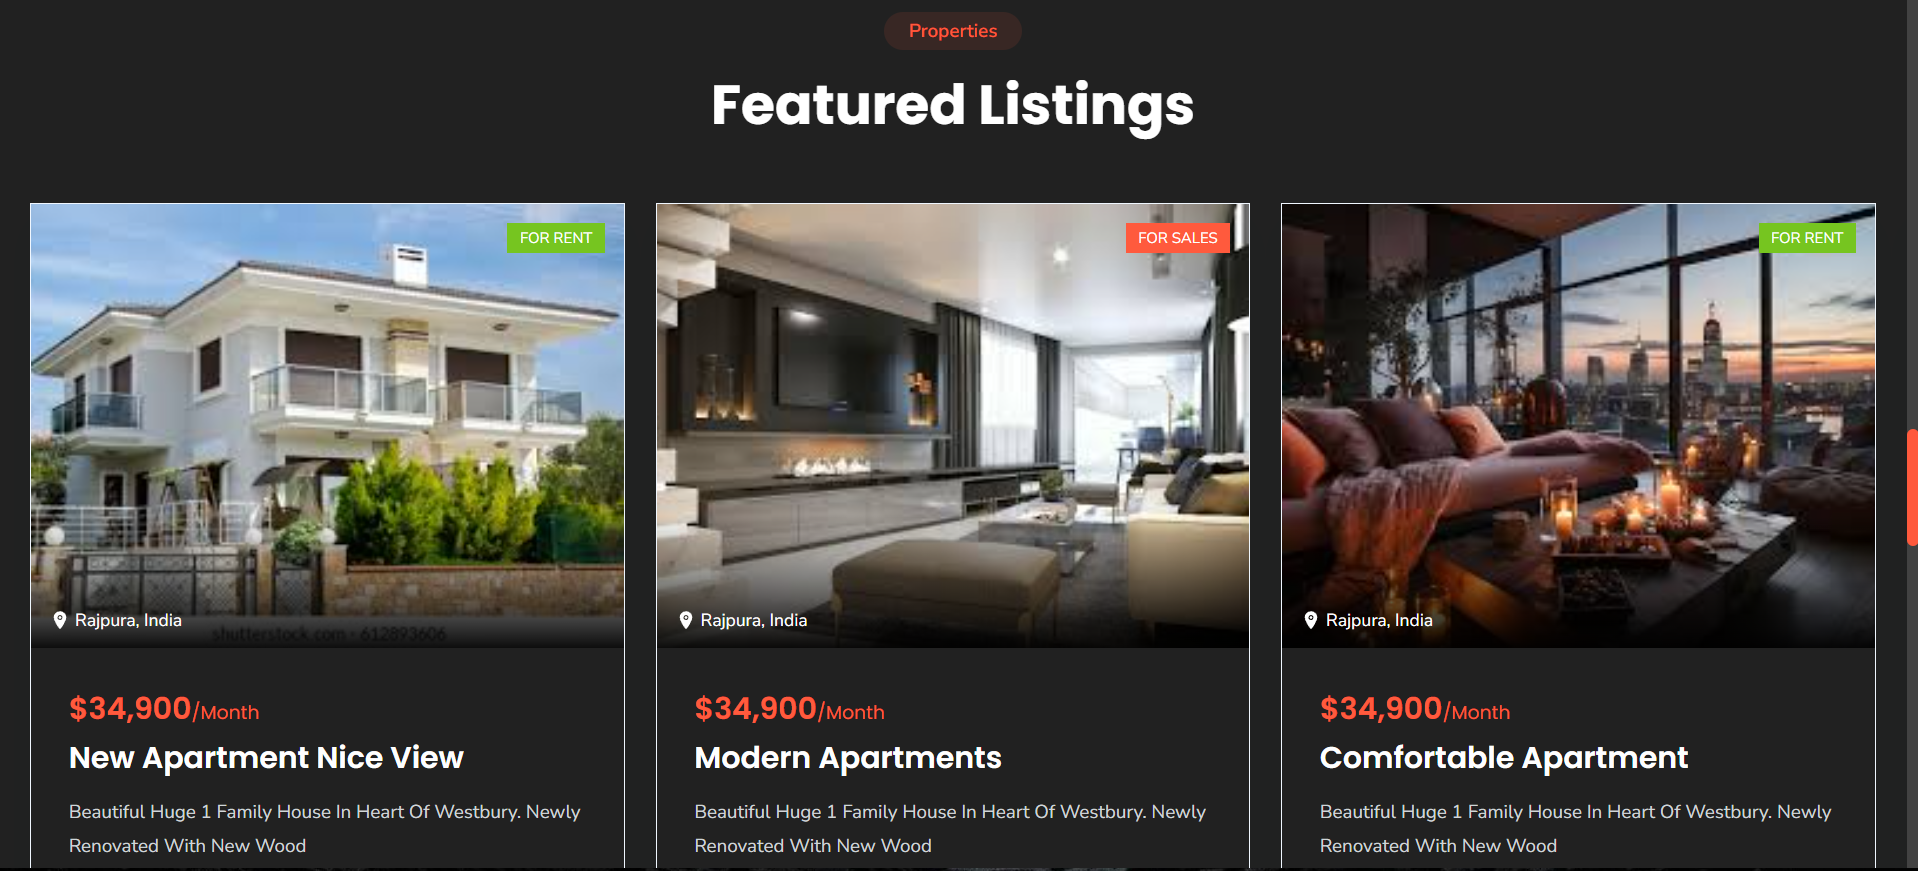 Properties
Featured Listings
FOR RENT
shutterstock.com · 612893606
Rajpura, India
$34,900/Month
New Apartment Nice View
Beautiful Huge 1 Family House In Heart Of Westbury. Newly
Renovated With New Wood
FOR SALES
Rajpura, India
$34,900/Month
Modern Apartments
Beautiful Huge 1 Family House In Heart Of Westbury. Newly
Renovated With New Wood
FOR RENT
Rajpura, India
$34,900/Month
Comfortable Apartment
Beautiful Huge 1 Family House In Heart Of Westbury. Newly
Renovated With New Wood